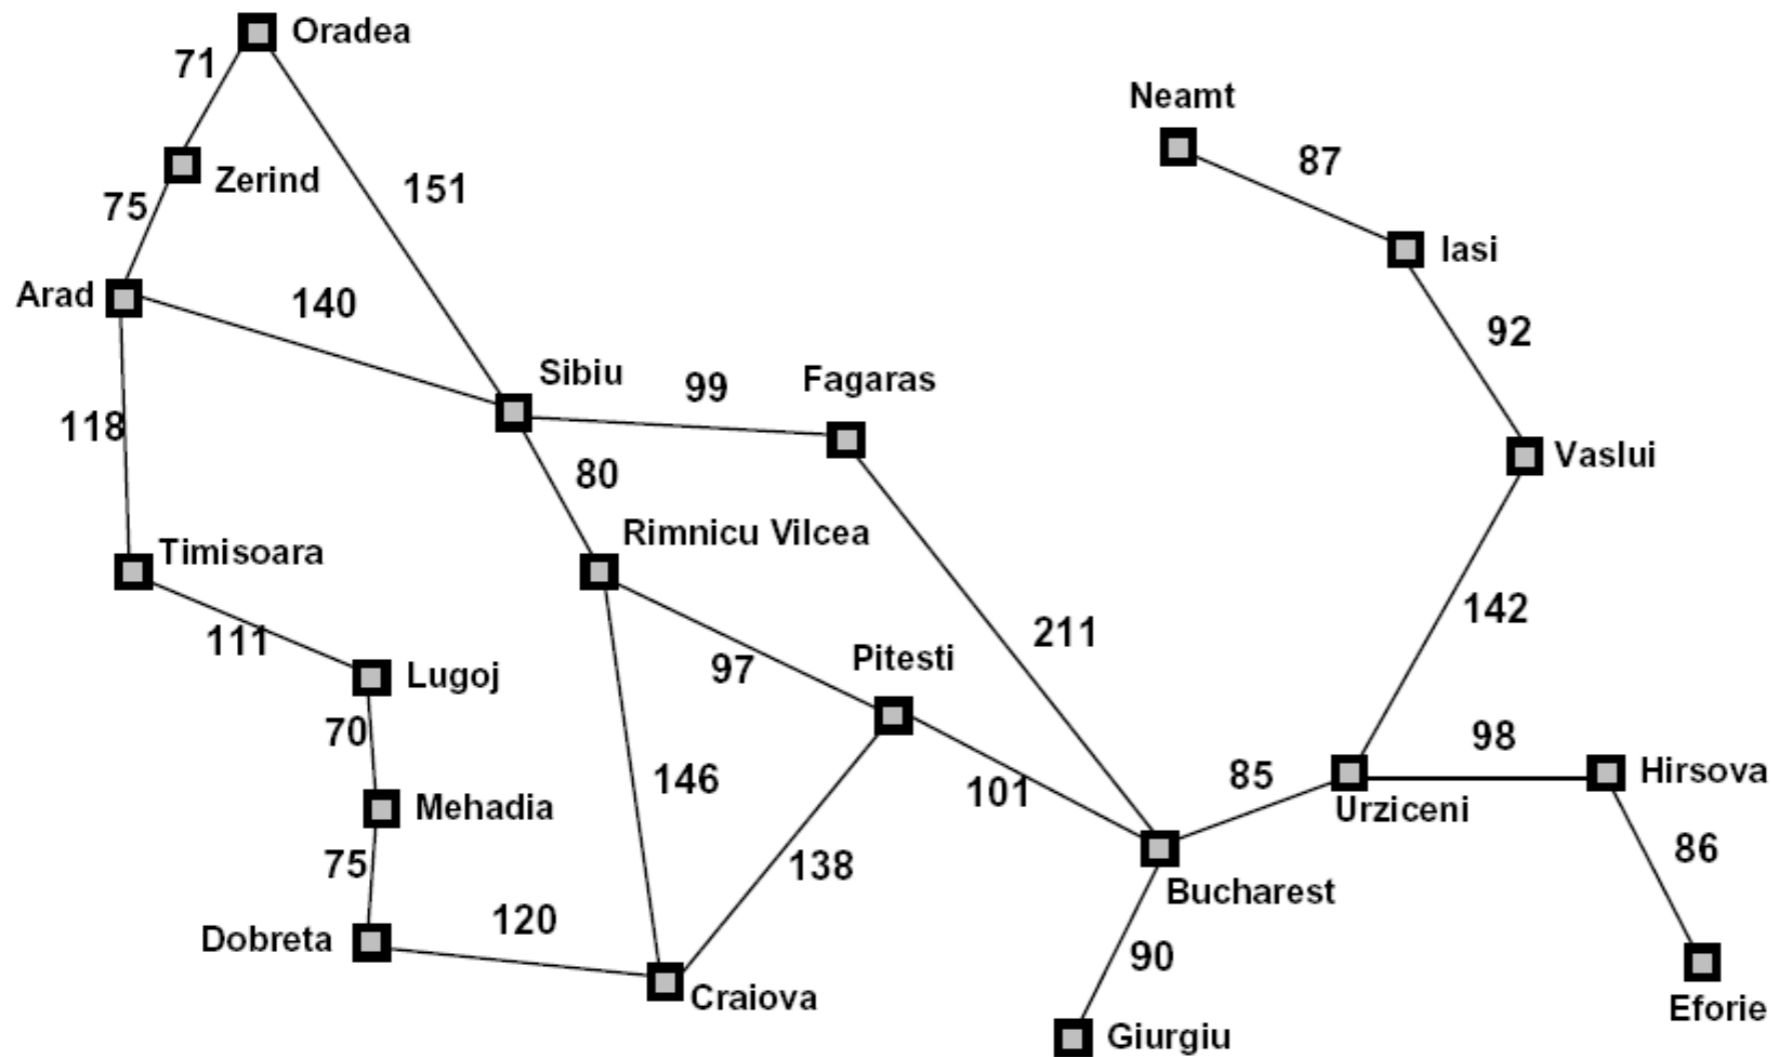 Oradea
71
Neamt
87
Zerind
151
75
Iasi
Arad
140
92
Sibiu
99
Fagaras
118
Vaslui
80
Rimnicu Vilcea
Timisoara
142
211
111
Lugoj
97
Pitesti
70
98
Hirsova
146
101
85
Urziceni
Mehadia
86
75
138
Bucharest
120
Dobreta
90
Craiova
Eforie
Giurgiu